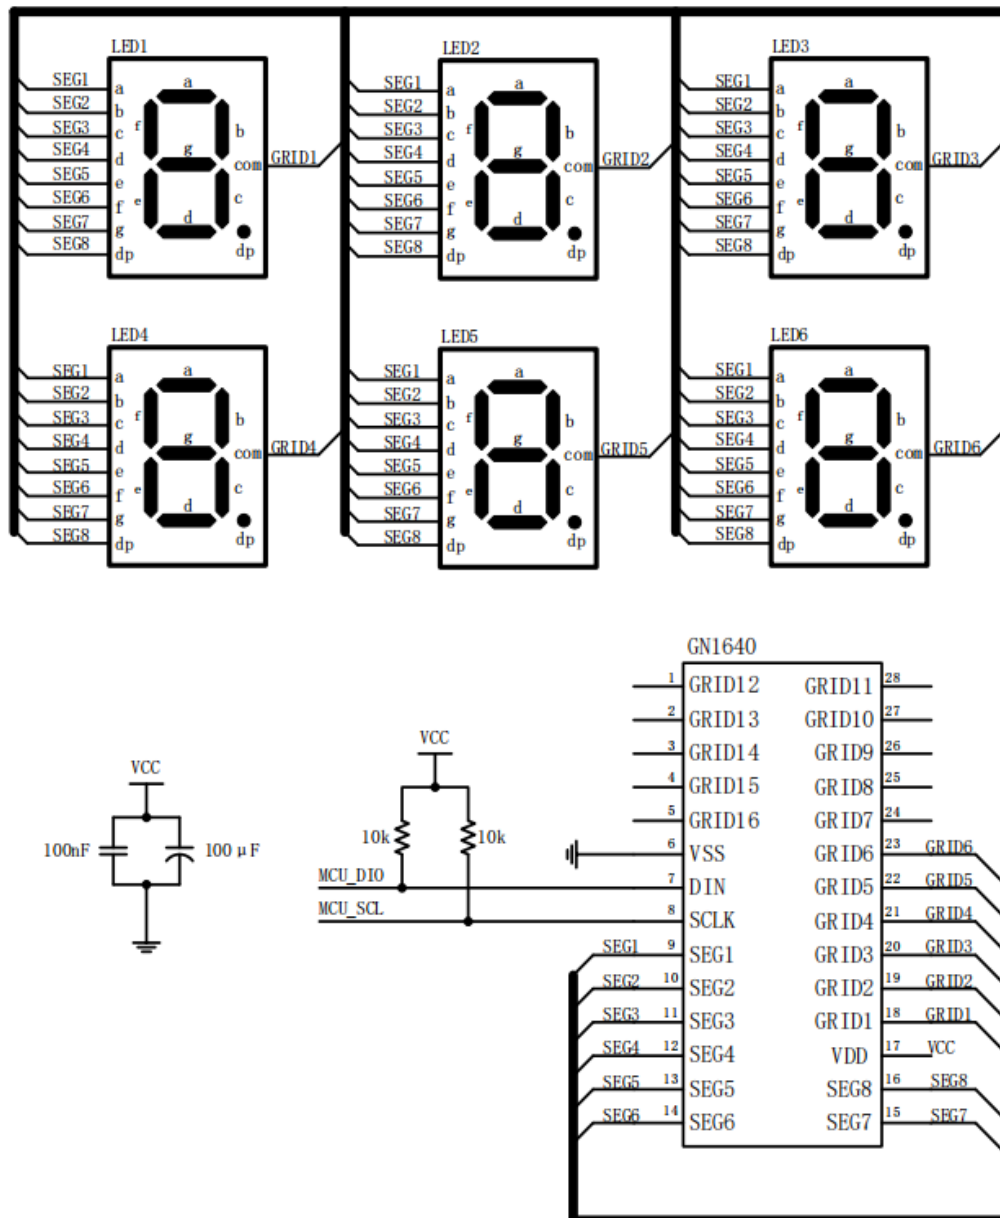 LED1 LED2 LED3
SEG1 a a SEG1 a a SEG1 a a
SEG2 b f b SEG2 b f b SEG2 b f b
SEG3 c SEG3 c SEG3 c
SEG4 d g com GRID1 SEG4 d g com GRID2 SEG4 d g com GRID3
SEG5 e SEG5 e SEG5 e
SEG6 f e c SEG6 f e c SEG6 f e c
SEG7 g d SEG7 g d SEG7 g d
SEG8 dp dp SEG8 dp dp SEG8 dp dp
LED4 LED5 LED6
SEG1 a a SEG1 a a SEG1 a a
SEG2 b f b SEG2 b f b SEG2 b f b
SEG3 c SEG3 c SEG3 c
SEG4 d g com GRID4 SEG4 d g com GRID5 SEG4 d g com GRID6
SEG5 e SEG5 e SEG5 e
SEG6 f e c SEG6 f e c SEG6 f e c
SEG7 g d SEG7 g d SEG7 g d
SEG8 dp dp SEG8 dp dp SEG8 dp dp
GN1640
1 GRID12 GRID11 28
2 GRID13 GRID10 27
3 GRID14 GRID9 26
4 GRID15 GRID8 25
5 GRID16 GRID7 24
6 VSS GRID6 23 GRID6
MCU_DIO 7 DIN GRID5 22 GRID5
MCU_SCL 8 SCLK GRID4 21 GRID4
SEG1 9 SEG1 GRID3 20 GRID3
SEG2 10 SEG2 GRID2 19 GRID2
SEG3 11 SEG3 GRID1 18 GRID1
SEG4 12 SEG4 VDD 17 VCC
SEG5 13 SEG5 SEG8 16 SEG8
SEG6 14 SEG6 SEG7 15 SEG7
VCC
10k 10k
VCC
100nF 100μF